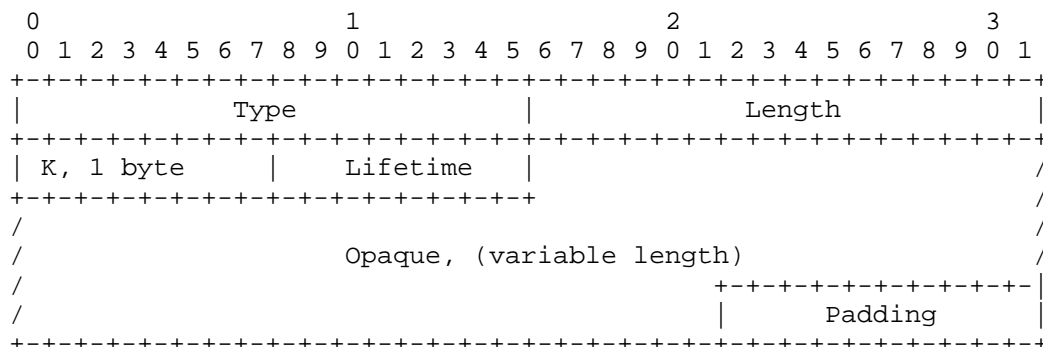 0                   1                   2                   3
 0 1 2 3 4 5 6 7 8 9 0 1 2 3 4 5 6 7 8 9 0 1 2 3 4 5 6 7 8 9 0 1
+-+-+-+-+-+-+-+-+-+-+-+-+-+-+-+-+-+-+-+-+-+-+-+-+-+-+-+-+-+-+-+-+
|             Type              |             Length            |
+-+-+-+-+-+-+-+-+-+-+-+-+-+-+-+-+-+-+-+-+-+-+-+-+-+-+-+-+-+-+-+-+
| K, 1 byte     |    Lifetime   |                               /
+-+-+-+-+-+-+-+-+-+-+-+-+-+-+-+-+                               /
/                                                               /
/                    Opaque, (variable length)                  /
/                                           +-+-+-+-+-+-+-+-+-+-|
/                                           |      Padding      |
+-+-+-+-+-+-+-+-+-+-+-+-+-+-+-+-+-+-+-+-+-+-+-+-+-+-+-+-+-+-+-+-+